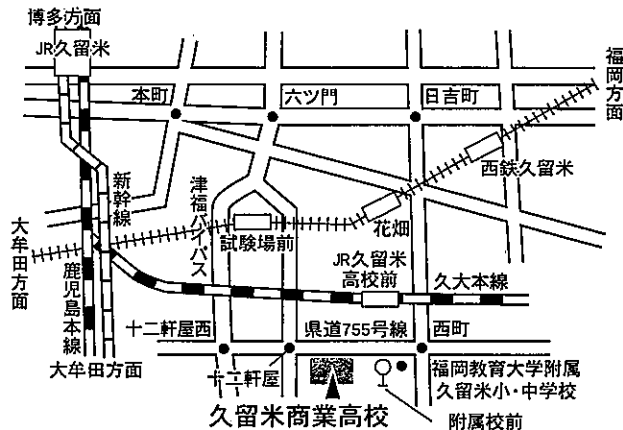 博多方面
JR久留米
福岡方面
本町
六ツ門
日吉町
西鉄久留米
新幹線
津福バイパス
花畑
試験場前
大牟田方面
鹿児島本線
JR久留米
高校前
久大本線
十二軒屋西
県道755号線
西町
大牟田方面
十二軒屋
福岡教育大学附属
久留米小・中学校
久留米商業高校
附属校前